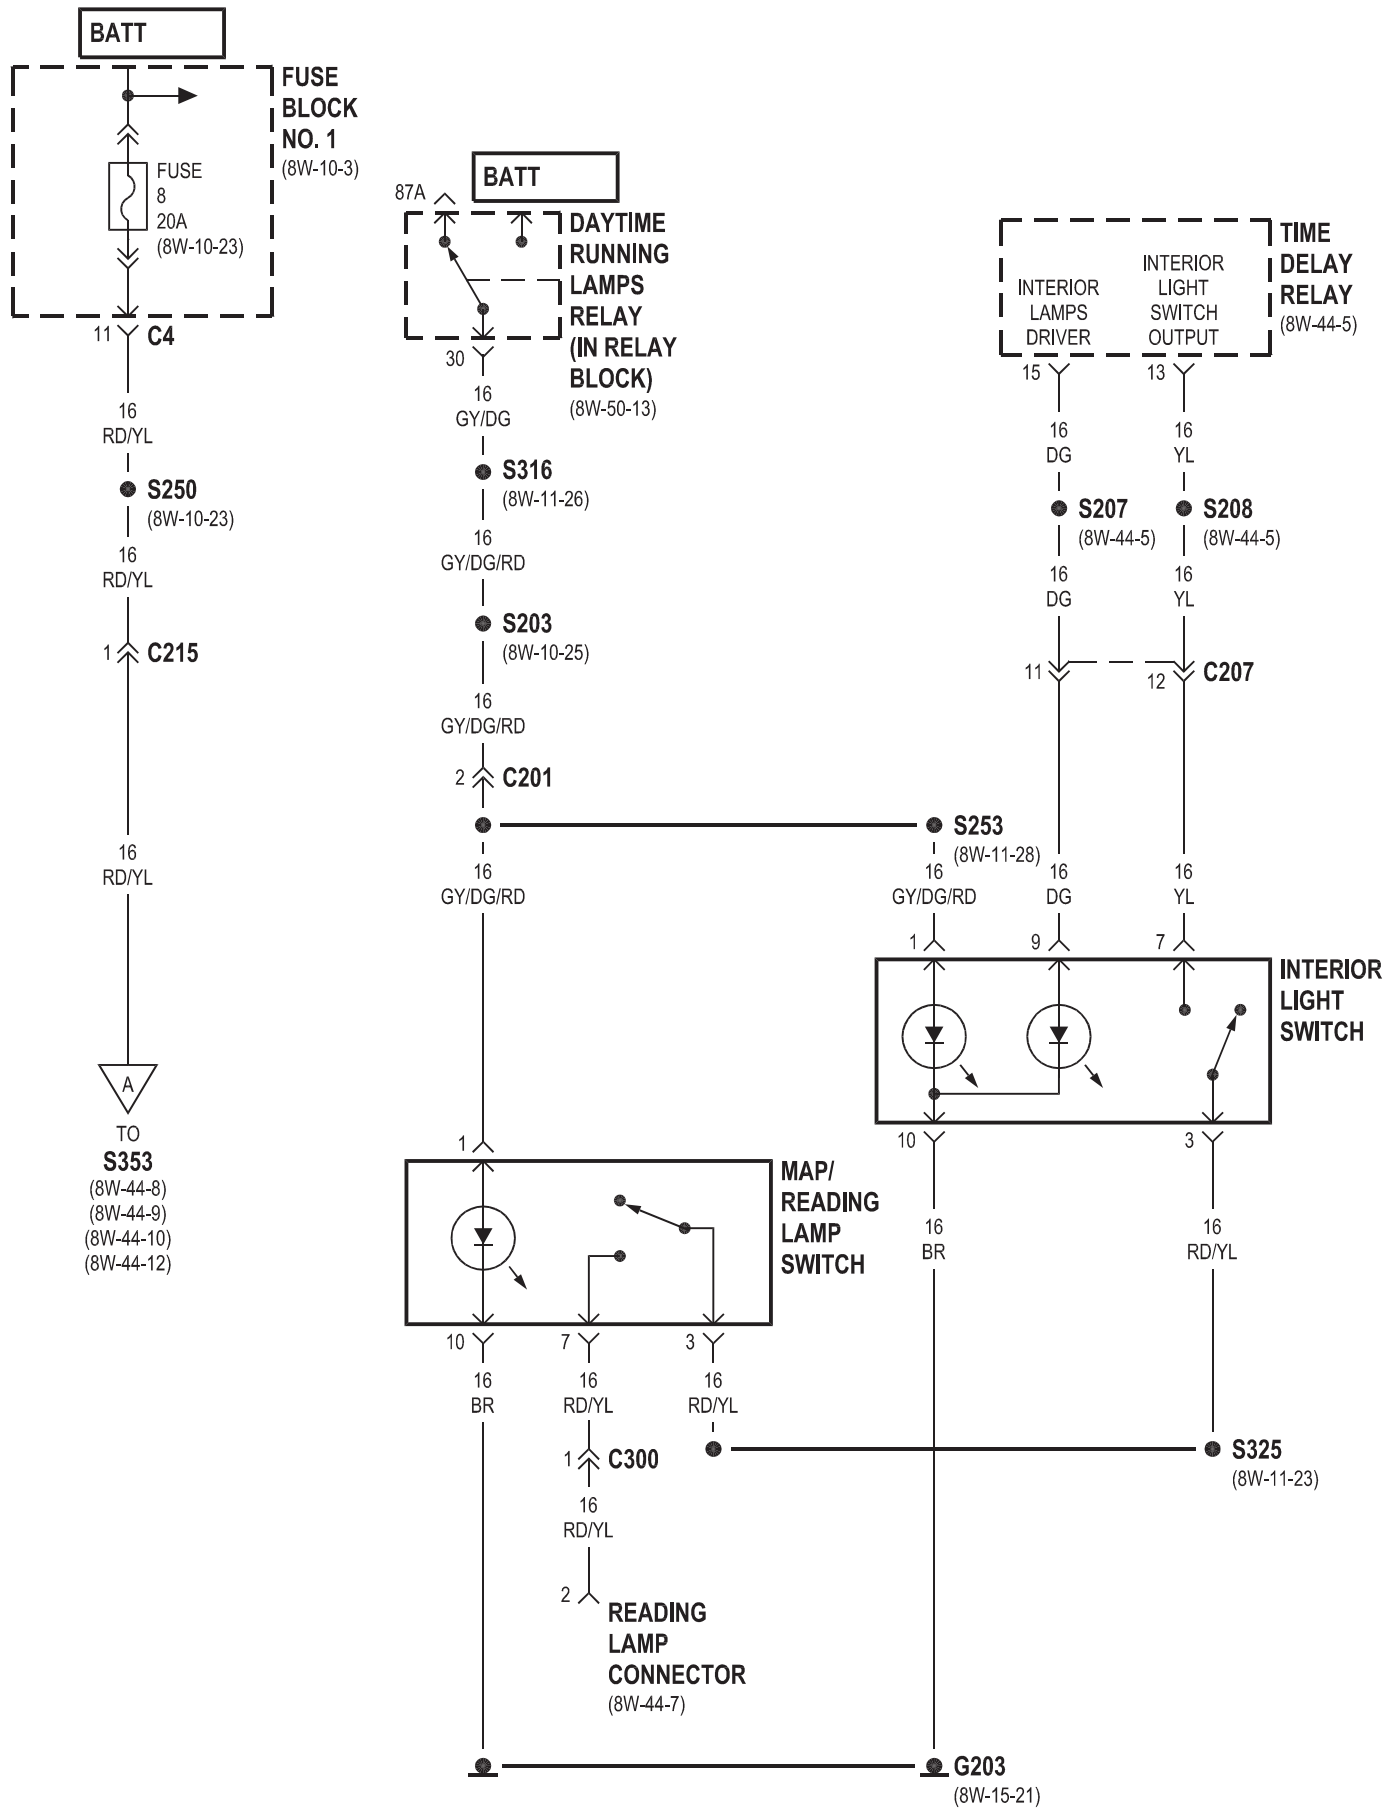 BATT
FUSE
BLOCK
NO. 1
(8W-10-3)
FUSE
8
20A
(8W-10-23)
11
C4
16
RD/YL
S250
(8W-10-23)
16
RD/YL
1
C215
16
RD/YL
A
TO
S353
(8W-44-8)
(8W-44-9)
(8W-44-10)
(8W-44-12)
BATT
87A
DAYTIME
RUNNING
LAMPS
RELAY
(IN RELAY
BLOCK)
(8W-50-13)
30
16
GY/DG
S316
(8W-11-26)
16
GY/DG/RD
S203
(8W-10-25)
16
GY/DG/RD
2
C201
S253
(8W-11-28)
16
GY/DG/RD
16
GY/DG/RD
TIME
DELAY
RELAY
(8W-44-5)
INTERIOR
LAMPS
DRIVER
INTERIOR
LIGHT
SWITCH
OUTPUT
15
13
16
DG
16
YL
S207
(8W-44-5)
S208
(8W-44-5)
16
DG
16
YL
11
12
C207
16
DG
16
YL
1
9
7
INTERIOR
LIGHT
SWITCH
10
3
16
BR
16
RD/YL
1
MAP/
READING
LAMP
SWITCH
10
7
3
16
BR
16
RD/YL
16
RD/YL
1
C300
S325
(8W-11-23)
16
RD/YL
2
READING
LAMP
CONNECTOR
(8W-44-7)
G203
(8W-15-21)